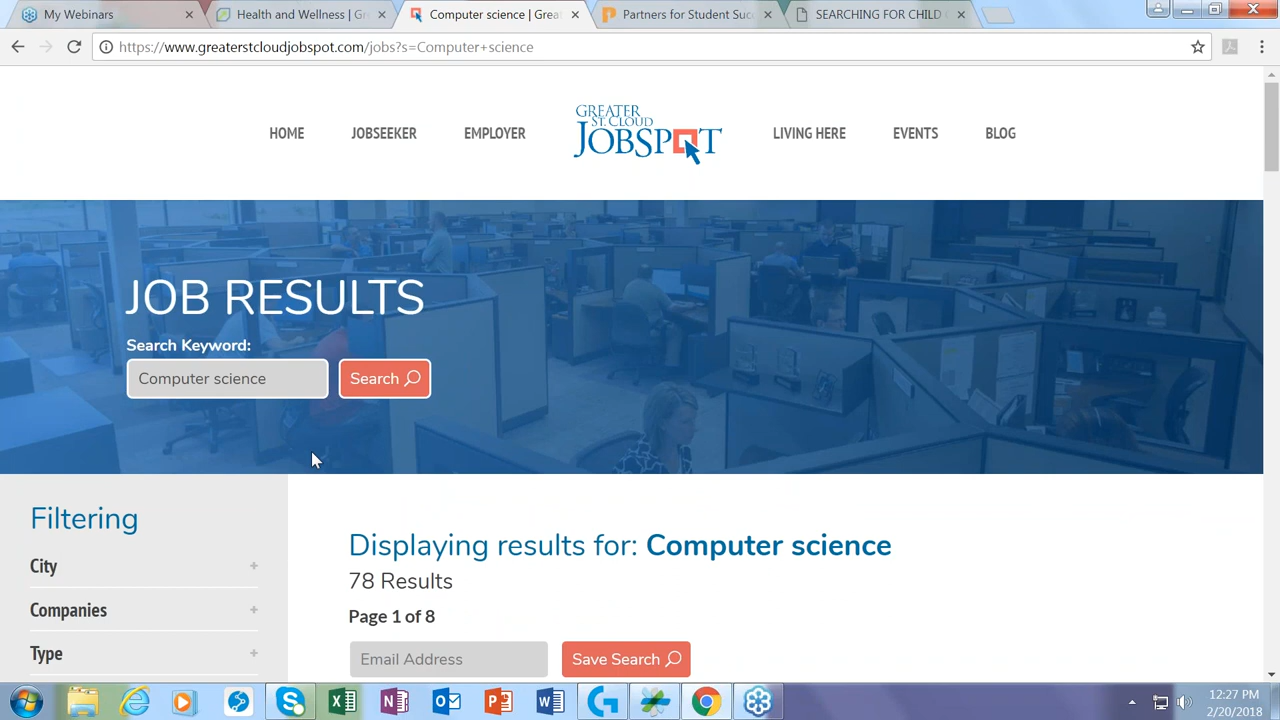 My Webinars
Health and Wellness | Gre
Computer science | Grea
Partners for Student Suc
SEARCHING FOR CHILD
https://www.greaterstcloudjobspot.com/jobs?s=Computer+science
HOME
JOBSEEKER
EMPLOYER
GREATER
ST. CLOUD
JOBSPOT
LIVING HERE
EVENTS
BLOG
JOB RESULTS
Search Keyword:
Computer science
Search
Filtering
City +
Companies +
Type +
Displaying results for: Computer science
78 Results
Page 1 of 8
Email Address
Save Search
12:27 PM
2/20/2018